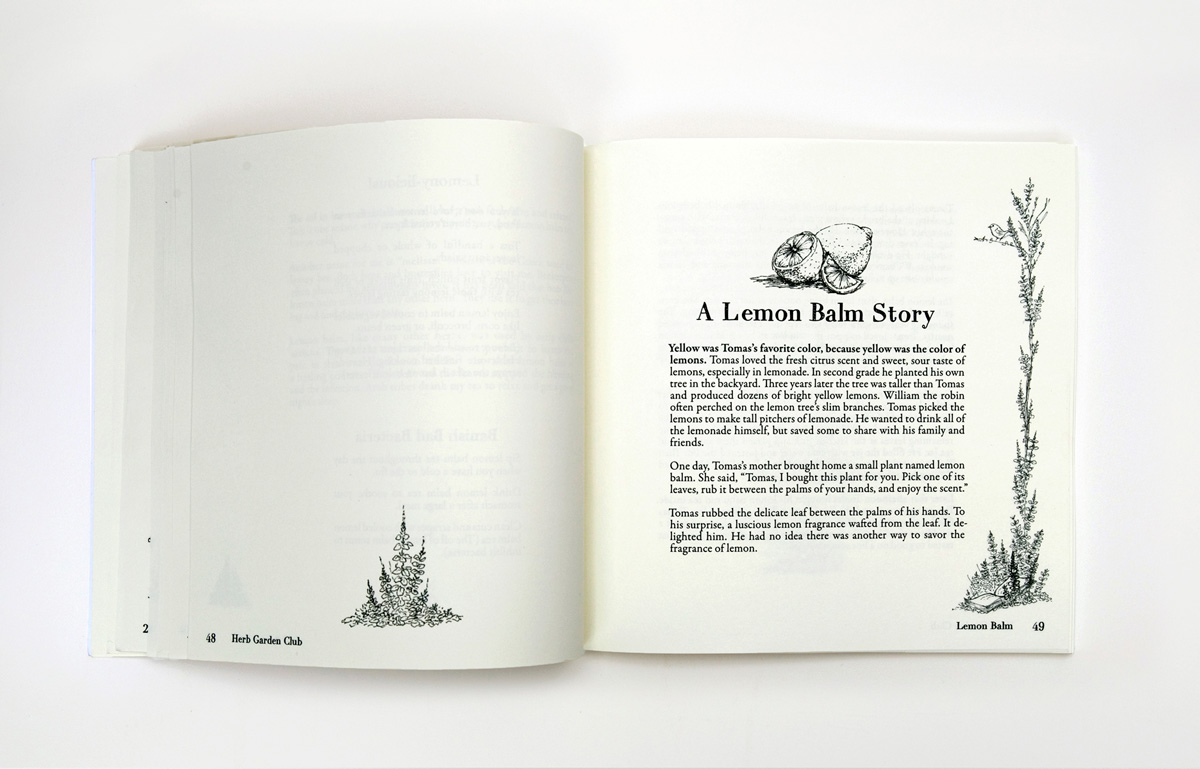 2
48 Herb Garden Club
A Lemon Balm Story
Yellow was Tomas's favorite color, because yellow was the color of
lemons. Tomas loved the fresh citrus scent and sweet, sour taste of
lemons, especially in lemonade. In second grade he planted his own
tree in the backyard. Three years later the tree was taller than Tomas
and produced dozens of bright yellow lemons. William the robin
often perched on the lemon tree's slim branches. Tomas picked the
lemons to make tall pitchers of lemonade. He wanted to drink all of
the lemonade himself, but saved some to share with his family and
friends.
One day, Tomas's mother brought home a small plant named lemon
balm. She said, “Tomas, I bought this plant for you. Pick one of its
leaves, rub it between the palms of your hands, and enjoy the scent.”
Tomas rubbed the delicate leaf between the palms of his hands. To
his surprise, a luscious lemon fragrance wafted from the leaf. It de-
lighted him. He had no idea there was another way to savor the
fragrance of lemon.
Lemon Balm 49